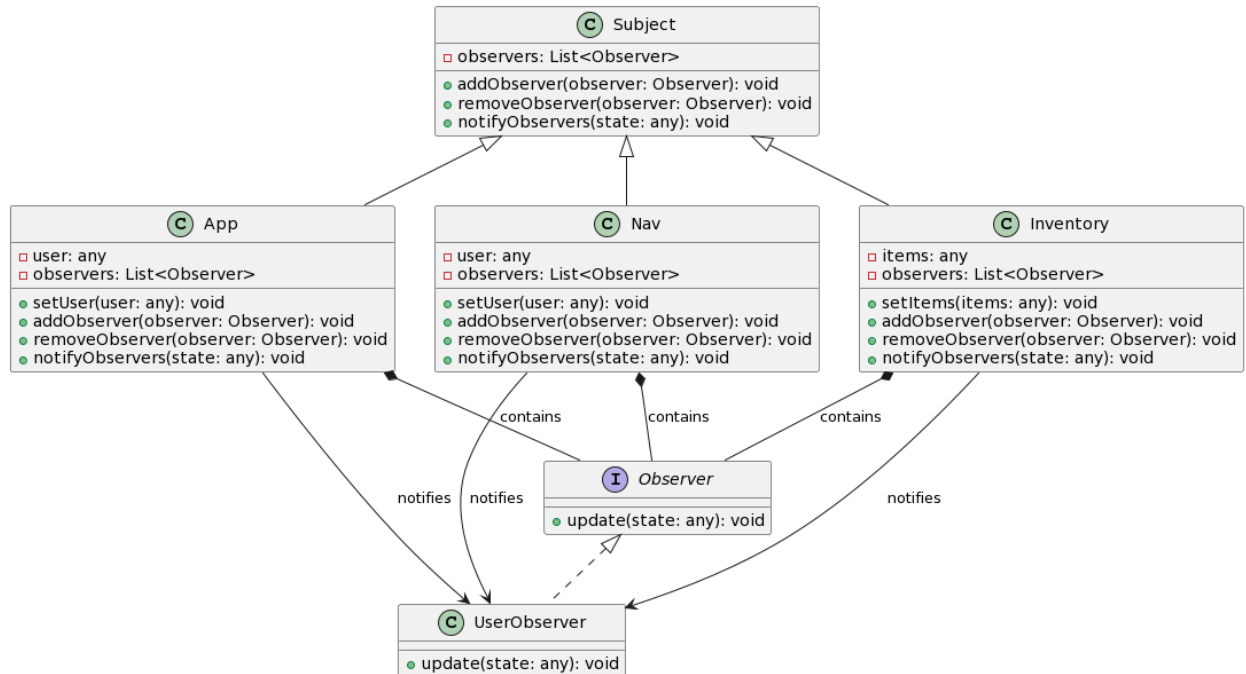 C Subject
observers: List<Observer>
addObserver(observer: Observer): void
removeObserver(observer: Observer): void
notifyObservers(state: any): void
C App
user: any
observers: List<Observer>
setUser(user: any): void
addObserver(observer: Observer): void
removeObserver(observer: Observer): void
notifyObservers(state: any): void
C Nav
user: any
observers: List<Observer>
setUser(user: any): void
addObserver(observer: Observer): void
removeObserver(observer: Observer): void
notifyObservers(state: any): void
C Inventory
items: any
observers: List<Observer>
setItems(items: any): void
addObserver(observer: Observer): void
removeObserver(observer: Observer): void
notifyObservers(state: any): void
contains
contains
contains
I Observer
update(state: any): void
notifies
notifies
notifies
C UserObserver
update(state: any): void